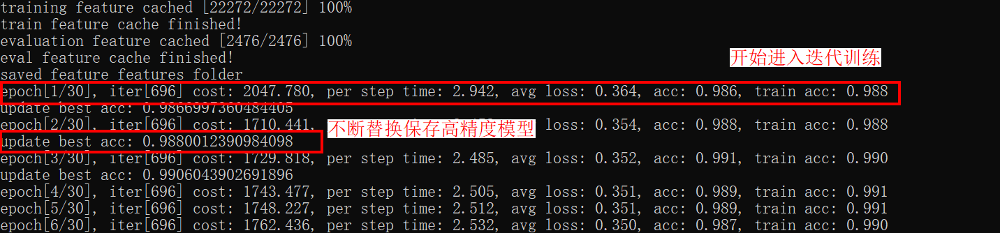 training feature cached [22272/22272] 100%
train feature cache finished!
evaluation feature cached [2476/2476] 100%
eval feature cache finished!
开始进入迭代训练
saved feature features folder
epoch[1/30], iter[696] cost: 2047.780, per step time: 2.942, avg loss: 0.364, acc: 0.986, train acc: 0.988
update best acc: 0.9866997360484405
epoch[2/30], iter[696] cost: 1710.441, loss: 0.354, acc: 0.988, train acc: 0.988
不断替换保存高精度模型
update best acc: 0.9880012390984098
epoch[3/30], iter[696] cost: 1729.818, per step time: 2.485, avg loss: 0.352, acc: 0.991, train acc: 0.990
update best acc: 0.9906043902691896
epoch[4/30], iter[696] cost: 1743.477, per step time: 2.505, avg loss: 0.351, acc: 0.989, train acc: 0.991
epoch[5/30], iter[696] cost: 1748.227, per step time: 2.512, avg loss: 0.351, acc: 0.989, train acc: 0.991
epoch[6/30], iter[696] cost: 1762.436, per step time: 2.532, avg loss: 0.350, acc: 0.987, train acc: 0.990